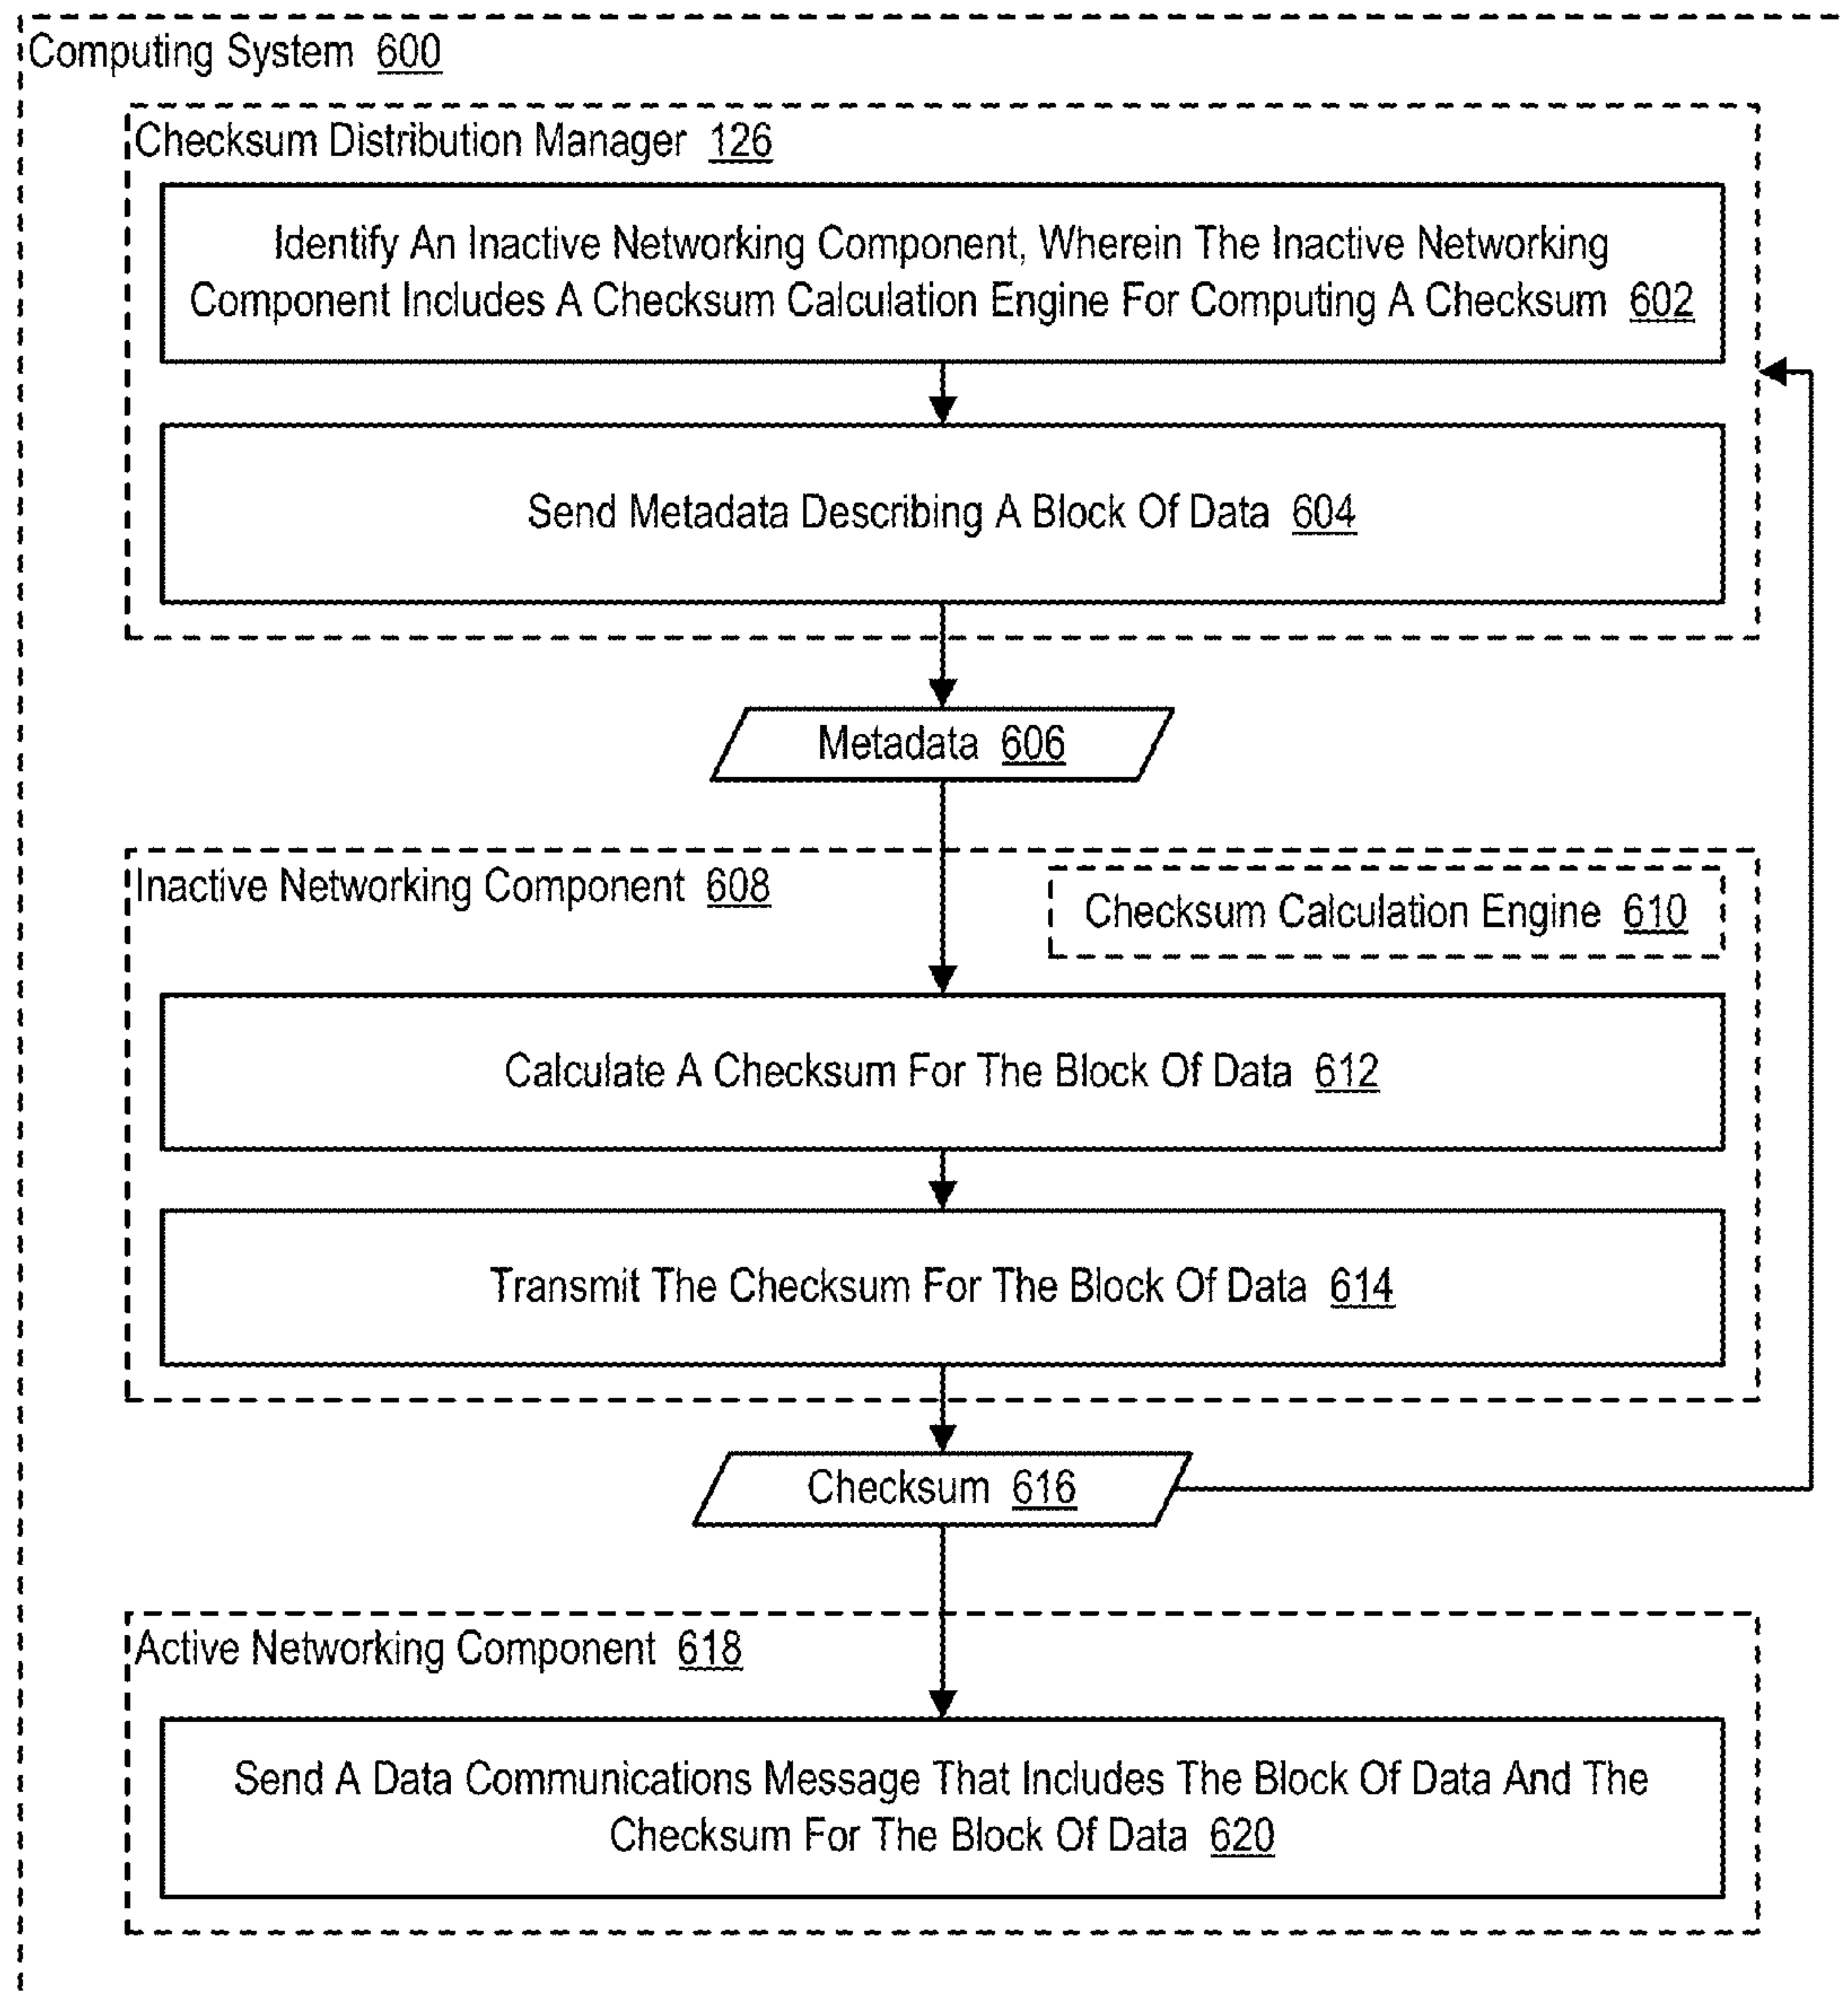 Computing System 600
Checksum Distribution Manager 126
Identify An Inactive Networking Component, Wherein The Inactive Networking
Component Includes A Checksum Calculation Engine For Computing A Checksum 602
Send Metadata Describing A Block Of Data 604
Metadata 606
Inactive Networking Component 608
Checksum Calculation Engine 610
Calculate A Checksum For The Block Of Data 612
Transmit The Checksum For The Block Of Data 614
Checksum 616
Active Networking Component 618
Send A Data Communications Message That Includes The Block Of Data And The
Checksum For The Block Of Data 620